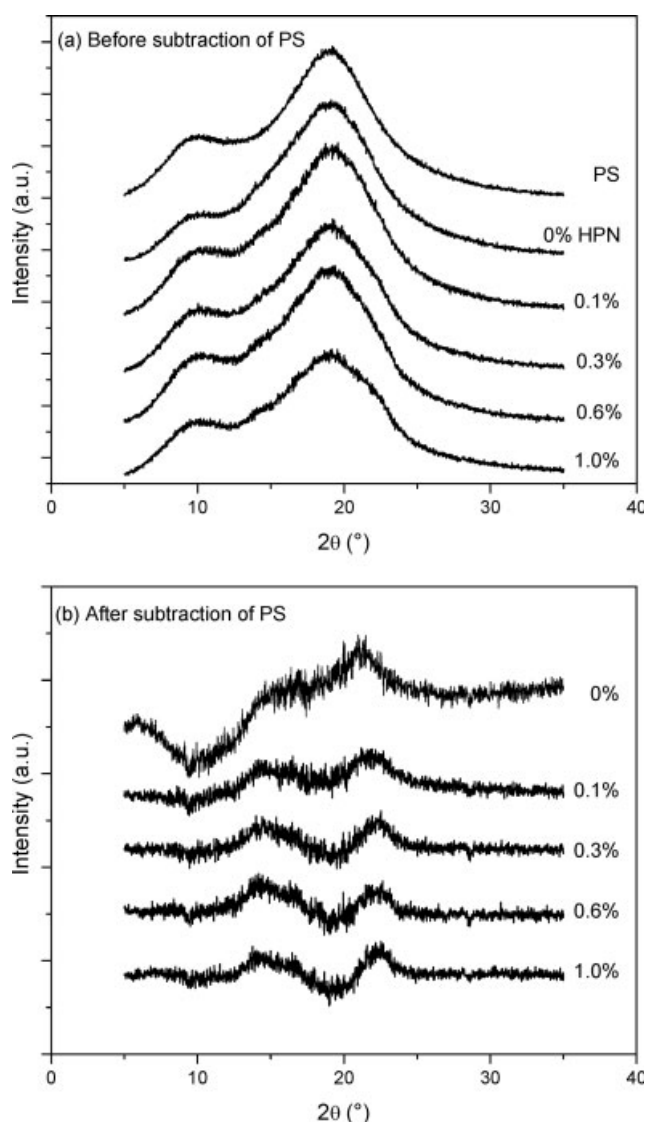 (a) Before subtraction of PS
Intensity (a.u.)
PS
0% HPN
0.1%
0.3%
0.6%
1.0%
0 10 20 30 40
2θ (°)
(b) After subtraction of PS
Intensity (a.u.)
0%
0.1%
0.3%
0.6%
1.0%
0 10 20 30 40
2θ (°)